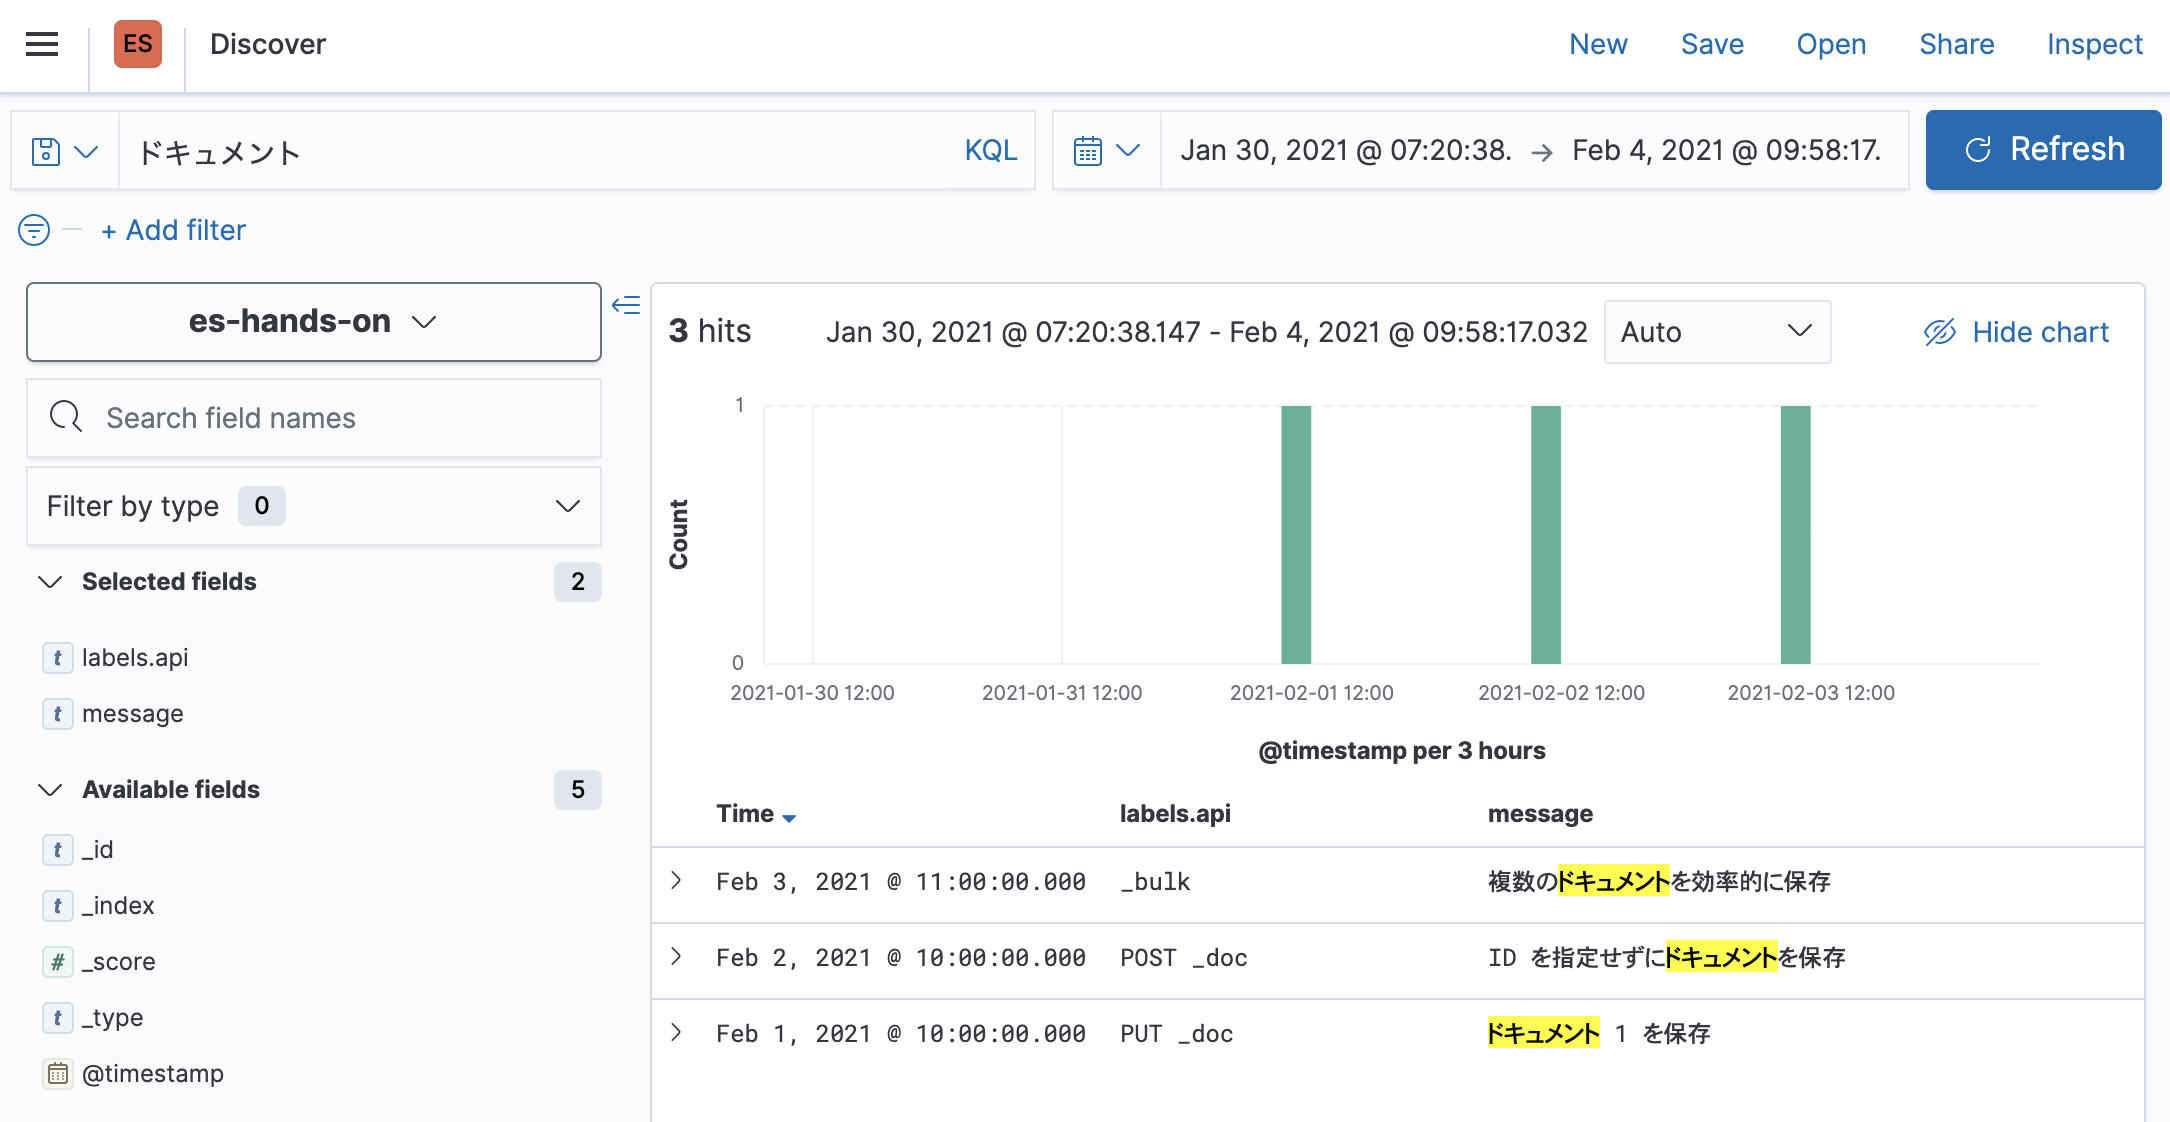 ES Discover New Save Open Share Inspect
ドキュメント KQL Jan 30, 2021 @ 07:20:38. → Feb 4, 2021 @ 09:58:17. Refresh
+ Add filter
es-hands-on
Search field names
Filter by type 0
Selected fields 2
t labels.api
t message
Available fields 5
t _id
t _index
# _score
t _type
@timestamp
3 hits Jan 30, 2021 @ 07:20:38.147 - Feb 4, 2021 @ 09:58:17.032 Auto Hide chart
1
Count
0
2021-01-30 12:00 2021-01-31 12:00 2021-02-01 12:00 2021-02-02 12:00 2021-02-03 12:00
@timestamp per 3 hours
Time labels.api message
Feb 3, 2021 @ 11:00:00.000 _bulk 複数のドキュメントを効率的に保存
Feb 2, 2021 @ 10:00:00.000 POST _doc ID を指定せずにドキュメントを保存
Feb 1, 2021 @ 10:00:00.000 PUT _doc ドキュメント 1 を保存